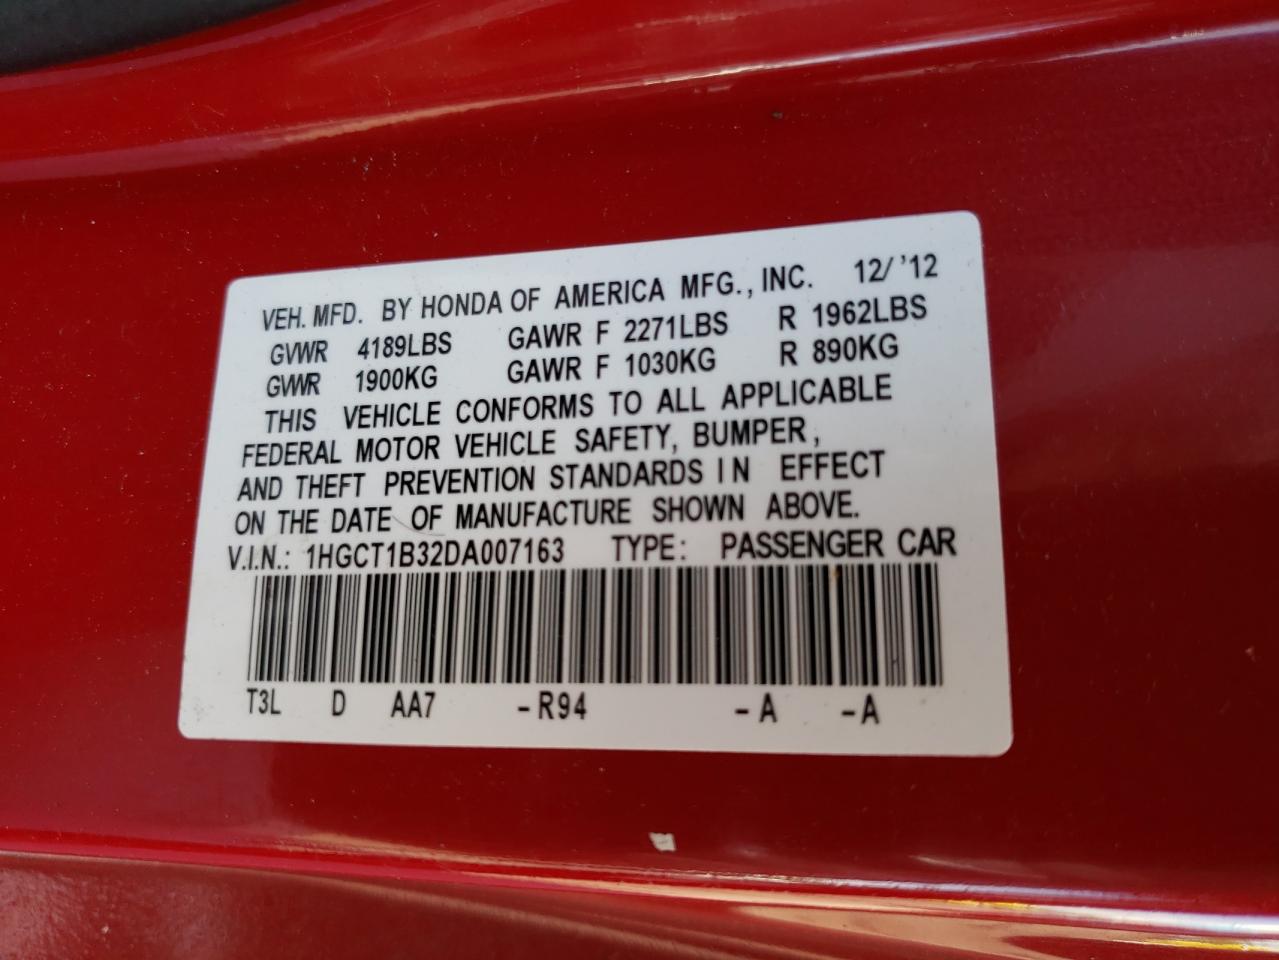 VEH. MFD. BY HONDA OF AMERICA MFG., INC. 12/ '12
GVWR 4189LBS GAWR F 2271LBS R 1962LBS
GVWR 1900KG GAWR F 1030KG R 890KG
THIS VEHICLE CONFORMS TO ALL APPLICABLE
FEDERAL MOTOR VEHICLE SAFETY, BUMPER,
AND THEFT PREVENTION STANDARDS IN EFFECT
ON THE DATE OF MANUFACTURE SHOWN ABOVE.
V.I.N.: 1HGCT1B32DA007163 TYPE: PASSENGER CAR
T3L D AA7 -R94 -A -A